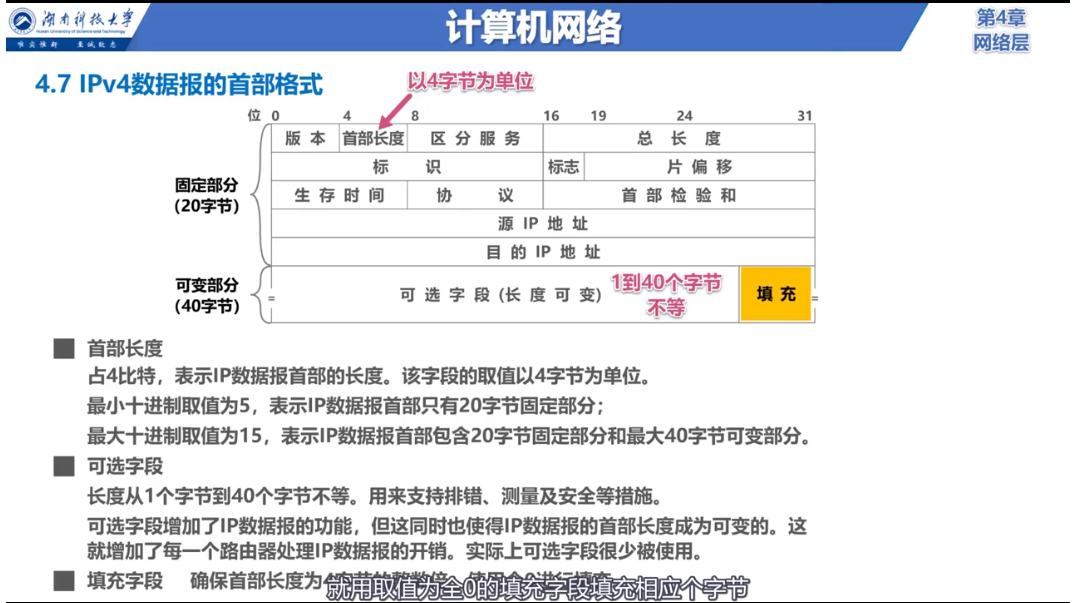 湖南科技大学
Hunan University of Science and Technology
唯实惟新 至诚致志
计算机网络
第4章
网络层
4.7 IPv4数据报的首部格式
以4字节为单位
位 0 4 8 16 19 24 31
版本 首部长度 区分服务 总长度
标识 标志 片偏移
生存时间 协议 首部检验和
源IP地址
目的IP地址
固定部分
(20字节)
可变部分
(40字节)
可选字段(长度可变)
1到40个字节
不等
填充
首部长度
占4比特，表示IP数据报首部的长度。该字段的取值以4字节为单位。
最小十进制取值为5，表示IP数据报首部只有20字节固定部分；
最大十进制取值为15，表示IP数据报首部包含20字节固定部分和最大40字节可变部分。
可选字段
长度从1个字节到40个字节不等。用来支持排错、测量及安全等措施。
可选字段增加了IP数据报的功能，但这同时也使得IP数据报的首部长度成为可变的。这
就增加了每一个路由器处理IP数据报的开销。实际上可选字段很少被使用。
填充字段 确保首部长度为
就用取值为全0的填充字段填充相应个字节